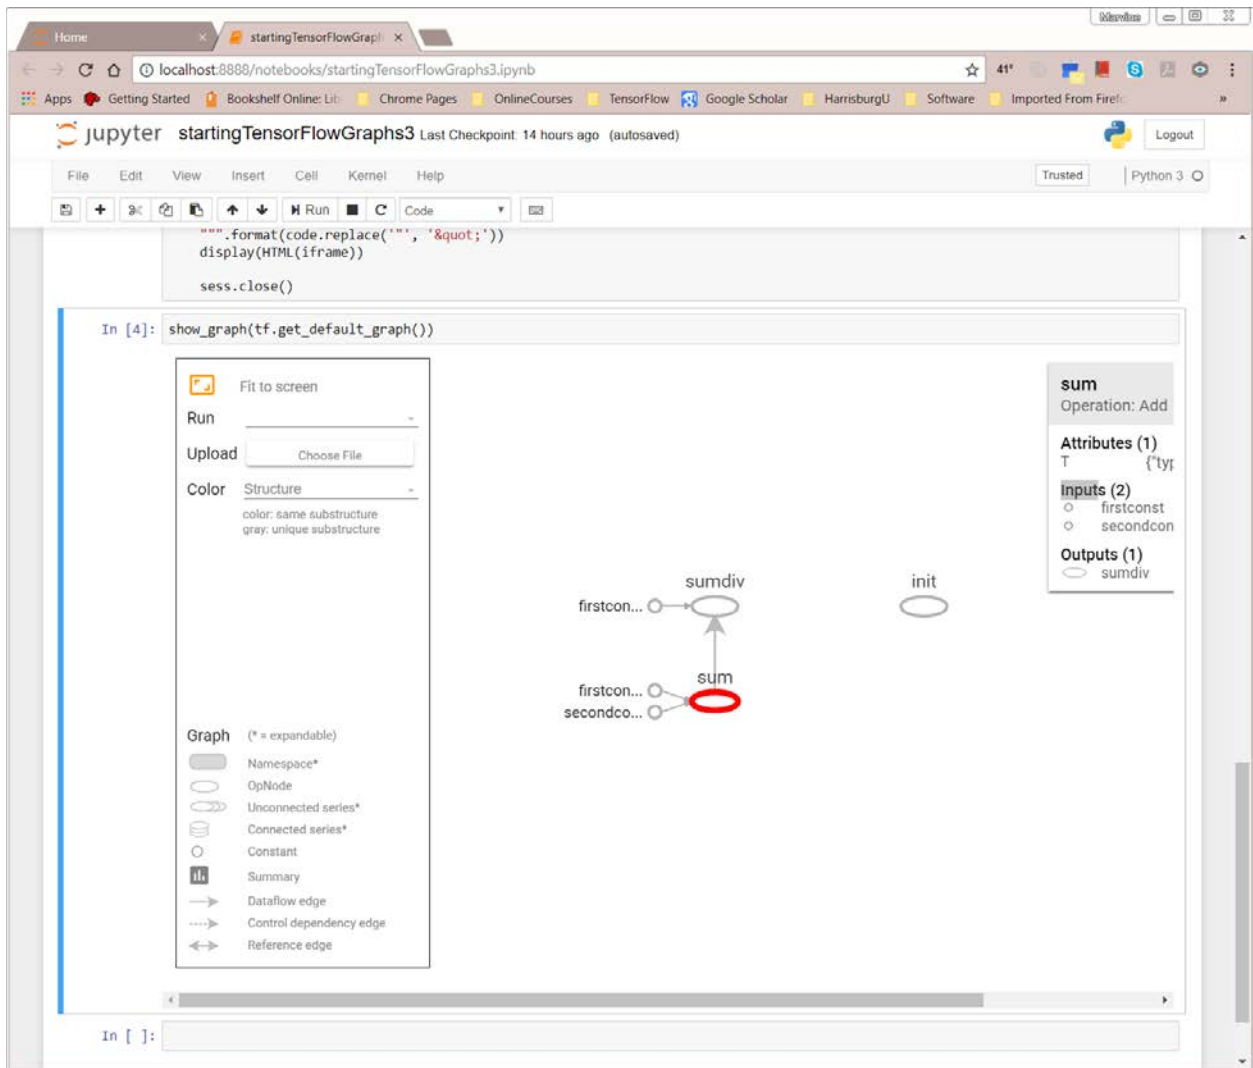 Marvine
Home
startingTensorFlowGraph
localhost:8888/notebooks/startingTensorFlowGraphs3.ipynb
41°
Apps Getting Started Bookshelf Online: Lib Chrome Pages OnlineCourses TensorFlow Google Scholar HarrisburgU Software Imported From Firef »
jupyter startingTensorFlowGraphs3 Last Checkpoint: 14 hours ago (autosaved) Logout
File Edit View Insert Cell Kernel Help Trusted Python 3
Run Code
""".format(code.replace('"', '&quot;'))
display(HTML(iframe))
sess.close()
In [4]: show_graph(tf.get_default_graph())
Fit to screen
Run
Upload Choose File
Color Structure
color: same substructure
gray: unique substructure
Graph (* = expandable)
Namespace*
OpNode
Unconnected series*
Connected series*
Constant
Summary
Dataflow edge
Control dependency edge
Reference edge
sumdiv
firstcon...
init
sum
firstcon...
secondco...
sum
Operation: Add
Attributes (1)
T {"typ
Inputs (2)
firstconst
secondcon
Outputs (1)
sumdiv
In [ ]: